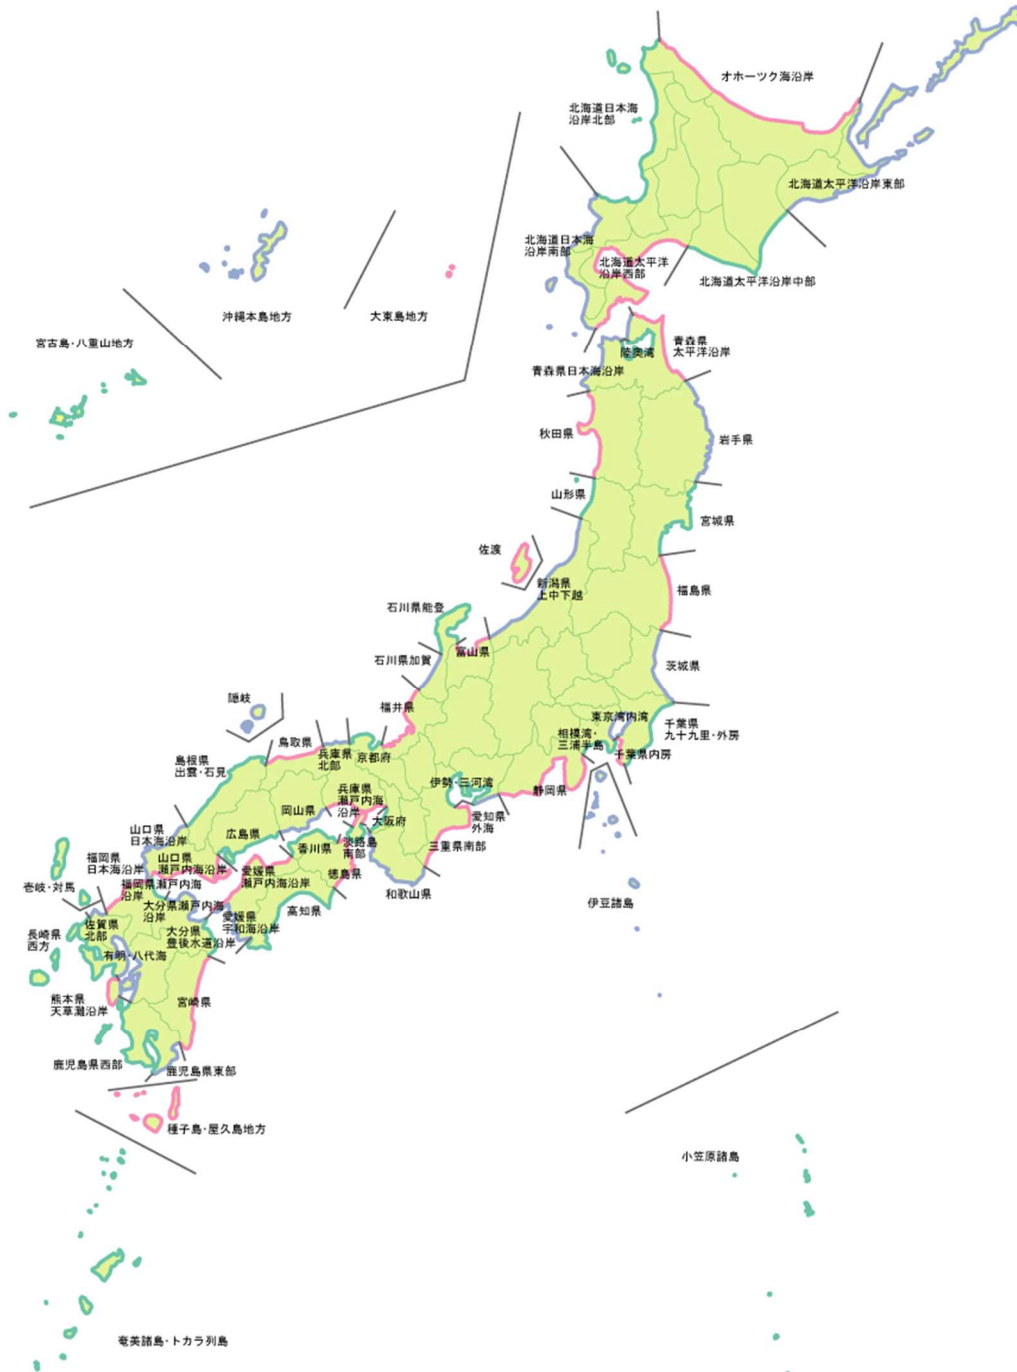 オホーツク海沿岸
北海道日本海
沿岸北部
北海道太平洋沿岸東部
北海道日本海
沿岸南部
北海道太平洋
沿岸西部
北海道太平洋沿岸中部
沖縄本島地方
大東島地方
宮古島・八重山地方
陸奥湾
青森県
太平洋沿岸
青森県日本海沿岸
秋田県
岩手県
山形県
宮城県
佐渡
新潟県
上中下越
福島県
石川県能登
富山県
石川県加賀
茨城県
隠岐
福井県
東京湾内湾
千葉県
九十九里・外房
相模湾・
三浦半島
千葉県内房
鳥取県
兵庫県
北部
京都府
島根県
出雲・石見
伊勢・三河湾
静岡県
兵庫県
瀬戸内海
沿岸
岡山県
大阪府
愛知県
外海
山口県
日本海沿岸
広島県
香川県
淡路島
南部
三重県南部
福岡県
日本海沿岸
山口県
瀬戸内海沿岸
愛媛県
瀬戸内海沿岸
徳島県
和歌山県
壱岐・対馬
福岡県瀬戸内海
沿岸
大分県瀬戸内海
沿岸
愛媛県
宇和海沿岸
高知県
伊豆諸島
長崎県
西方
佐賀県
北部
大分県
豊後水道沿岸
有明・八代海
熊本県
天草灘沿岸
宮崎県
鹿児島県西部
鹿児島県東部
種子島・屋久島地方
小笠原諸島
奄美諸島・トカラ列島